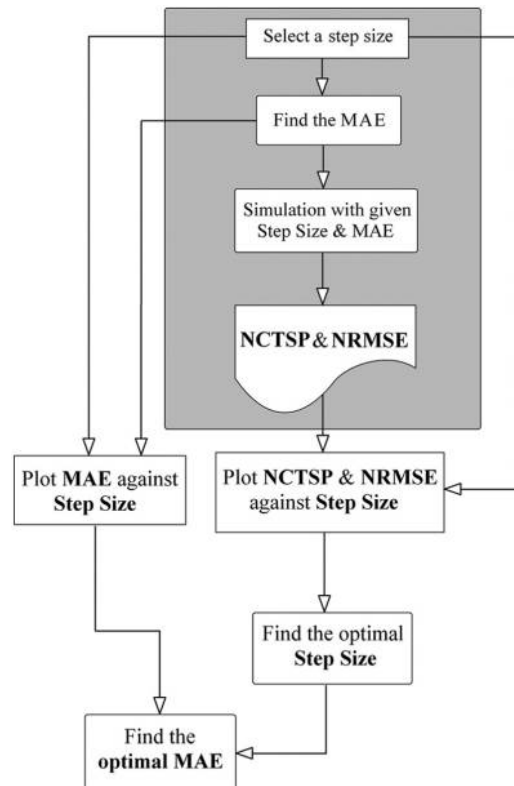 Select a step size
Find the MAE
Simulation with given
Step Size & MAE
NCTSP & NRMSE
Plot MAE against
Step Size
Plot NCTSP & NRMSE
against Step Size
Find the optimal
Step Size
Find the
optimal MAE